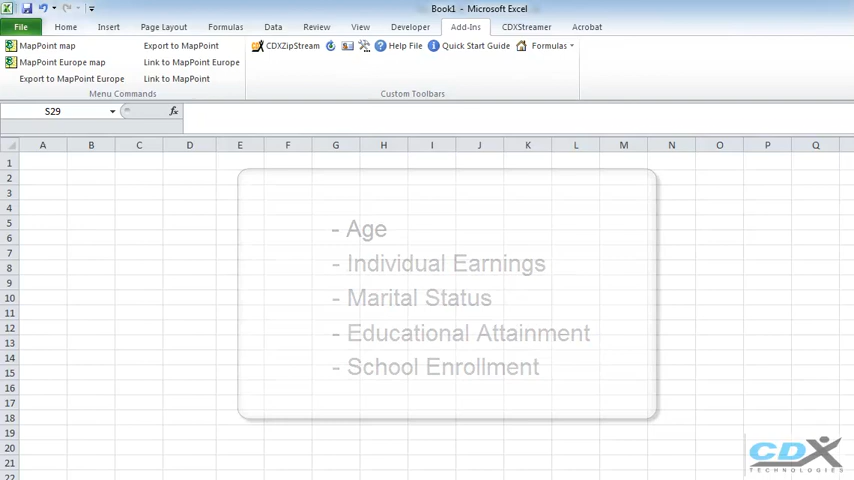 Book1 - Microsoft Excel
File Home Insert Page Layout Formulas Data Review View Developer Add-Ins CDXStreamer Acrobat
MapPoint map Export to MapPoint CDXZipStream Help File Quick Start Guide Formulas
MapPoint Europe map Link to MapPoint Europe
Export to MapPoint Europe Link to MapPoint
Menu Commands Custom Toolbars
S29 fx
A B C D E F G H I J K L M N O P Q
1
2
3
4
5
6
7
8
9
10
11
12
13
14
15
16
17
18
19
20
21
22
- Age
- Individual Earnings
- Marital Status
- Educational Attainment
- School Enrollment
CDX
TECHNOLOGIES